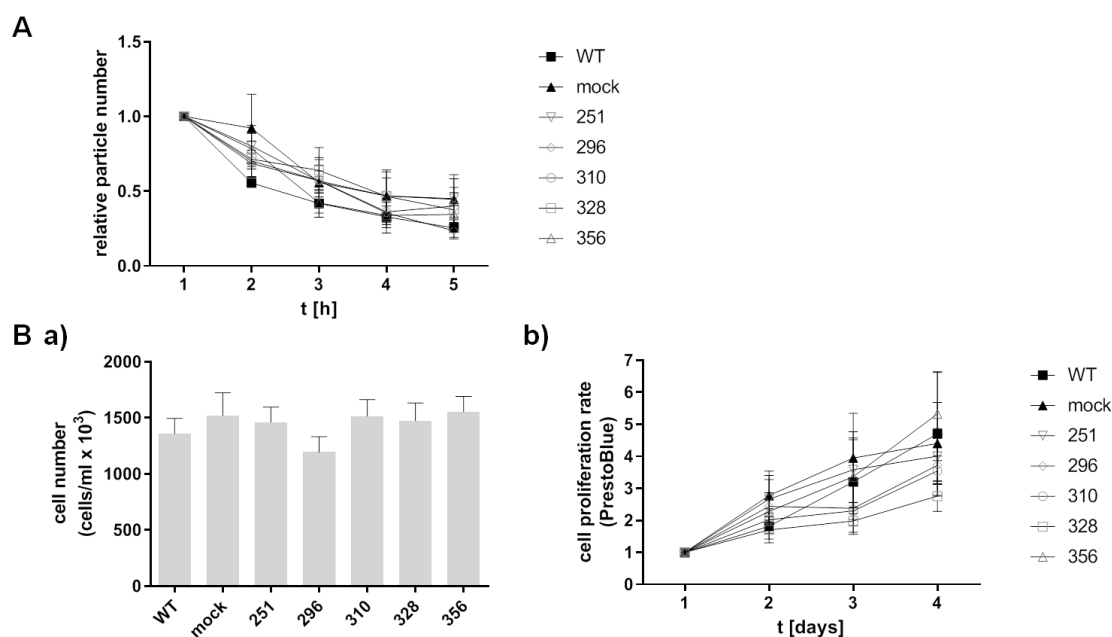 A
relative particle number
1.5
1.0
0.5
0.0
1 2 3 4 5
t [h]
WT
mock
251
296
310
328
356
B a)
cell number
(cells/ml x 10³)
2000
1500
1000
500
0
WT mock 251 296 310 328 356
b)
cell proliferation rate
(PrestoBlue)
7
6
5
4
3
2
1
0
1 2 3 4
t [days]
WT
mock
251
296
310
328
356